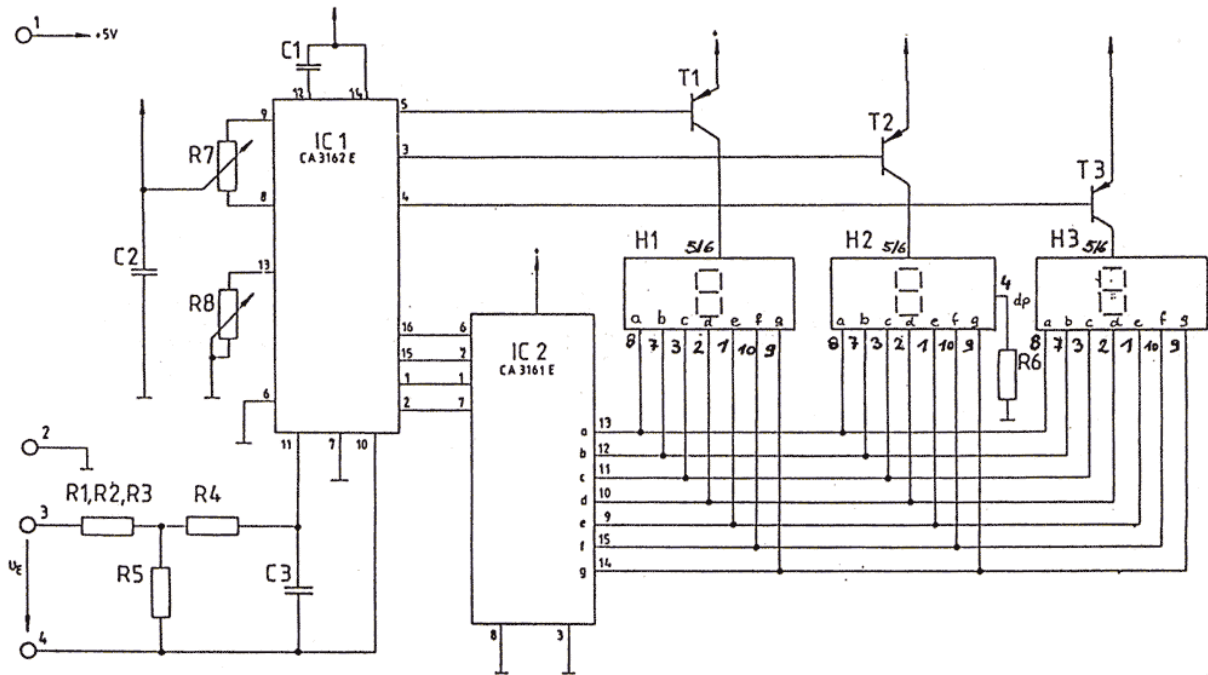 1
+5V
C1
12
14
T1
9
IC 1
CA 3162 E
5
T2
R7
3
T3
8
4
H1
5/6
H2
5/6
H3
5/6
C2
13
4
dp
R8
a b c d e f g
a b c d e f g
a b c d e f g
8 7 3 2 1 10 9
8 7 3 2 1 10 9
8 7 3 2 1 10 9
R6
16
6
IC 2
CA 3161 E
15
2
1
1
2
7
6
11
7
10
a 13
b 12
c 11
d 10
e 9
f 15
g 14
2
R1,R2,R3
R4
3
UE
R5
C3
4
8
3